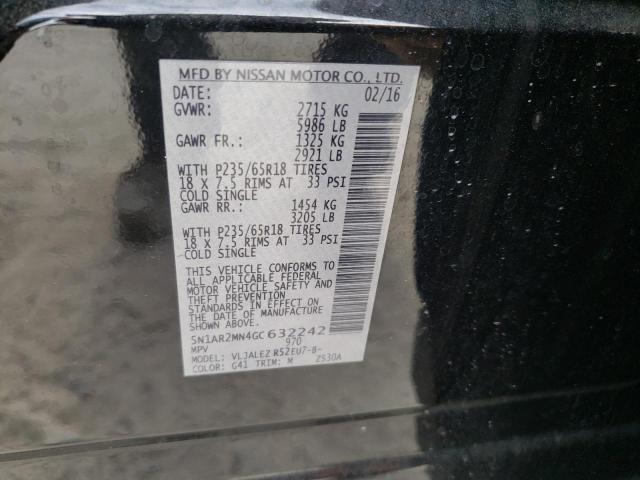 MFD BY NISSAN MOTOR CO., LTD.
DATE: 02/16
GVWR: 2715 KG
5986 LB
GAWR FR.: 1325 KG
2921 LB
WITH P235/65R18 TIRES
18 X 7.5 RIMS AT 33 PSI
COLD SINGLE
GAWR RR.: 1454 KG
3205 LB
WITH P235/65R18 TIRES
18 X 7.5 RIMS AT 33 PSI
COLD SINGLE
THIS VEHICLE CONFORMS TO
ALL APPLICABLE FEDERAL
MOTOR VEHICLE SAFETY AND
THEFT PREVENTION
STANDARDS IN EFFECT ON
THE DATE OF MANUFACTURE
SHOWN ABOVE.
5N1AR2MN4GC632242
MPV 970
MODEL: VLJALEZ R52EU7-B-
COLOR: G41 TRIM: M ZS30A